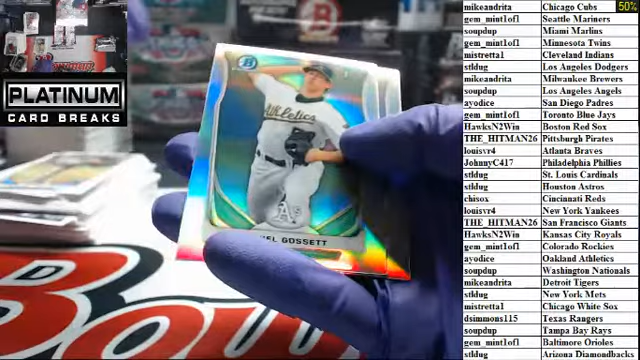 mikeandrita Chicago Cubs 50%
gem_mint1of1 Seattle Mariners
soupdup Miami Marlins
gem_mint1of1 Minnesota Twins
mistretta1 Cleveland Indians
stldug Los Angeles Dodgers
mikeandrita Milwaukee Brewers
soupdup Los Angeles Angels
ayodice San Diego Padres
gem_mint1of1 Toronto Blue Jays
HawksN2Win Boston Red Sox
THE_HITMAN26 Pittsburgh Pirates
louisvr4 Atlanta Braves
JohnnyC417 Philadelphia Phillies
stldug St. Louis Cardinals
stldug Houston Astros
chisox Cincinnati Reds
louisvr4 New York Yankees
THE_HITMAN26 San Francisco Giants
HawksN2Win Kansas City Royals
gem_mint1of1 Colorado Rockies
ayodice Oakland Athletics
soupdup Washington Nationals
mikeandrita Detroit Tigers
stldug New York Mets
mistretta1 Chicago White Sox
dsimmons115 Texas Rangers
soupdup Tampa Bay Rays
gem_mint1of1 Baltimore Orioles
stldug Arizona Diamondbacks
PLATINUM
CARD BREAKS
B
Athletics
A's
GOSSETT
Bow